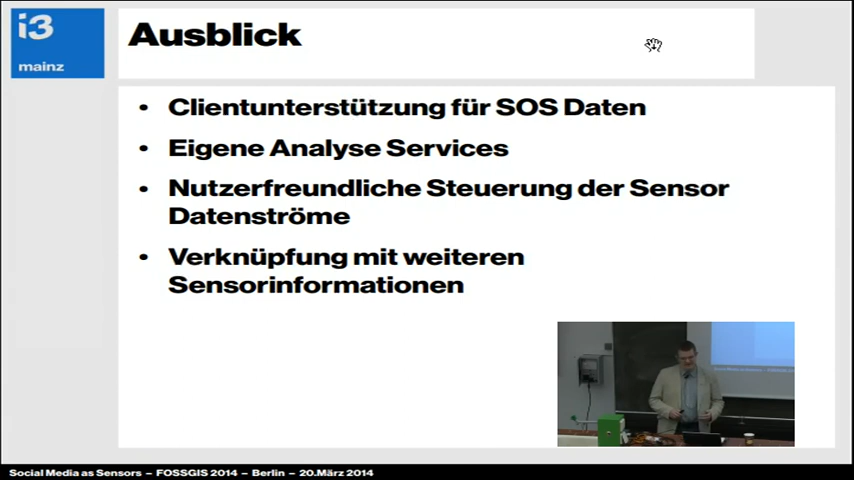 i3
mainz
Ausblick
• Clientunterstützung für SOS Daten
• Eigene Analyse Services
• Nutzerfreundliche Steuerung der Sensor
Datenströme
• Verknüpfung mit weiteren
Sensorinformationen
Social Media as Sensors – FOSSGIS 2014 – Berlin – 20.März 2014